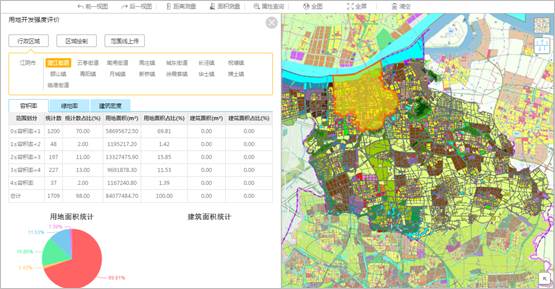 前一视图 后一视图 距离测量 面积测量 属性查询 全图 全屏 清空
用地开发强度评价
行政区域 区域绘制 范围线上传
江阴市 澄江街道 云亭街道 南闸街道 周庄镇 城东街道 长泾镇 祝塘镇
顾山镇 青阳镇 月城镇 新桥镇 徐霞客镇 华士镇 璜土镇
临港街道
容积率 绿地率 建筑密度
范围划分 统计数 统计数占比(%) 用地面积(m²) 用地面积占比(%) 建筑面积(m²) 建筑面积占比(%)
0≤容积率<1 1200 70.00 58695672.50 69.81 0.00 0.00
1≤容积率<2 48 2.00 1195217.20 1.42 0.00 0.00
2≤容积率<3 197 11.00 13327475.90 15.85 0.00 0.00
3≤容积率<4 227 13.00 9691878.30 11.53 0.00 0.00
4≤容积率 37 2.00 1167240.80 1.39 0.00 0.00
总计 1709 98.00 84077484.70 100.00 0.00 0.00
用地面积统计 建筑面积统计
1.39%
11.53%
15.85%
1.42%
69.81%